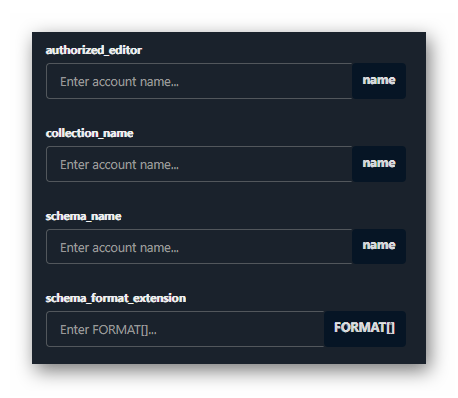 authorized_editor
Enter account name... name
collection_name
Enter account name... name
schema_name
Enter account name... name
schema_format_extension
Enter FORMAT[]... FORMAT[]